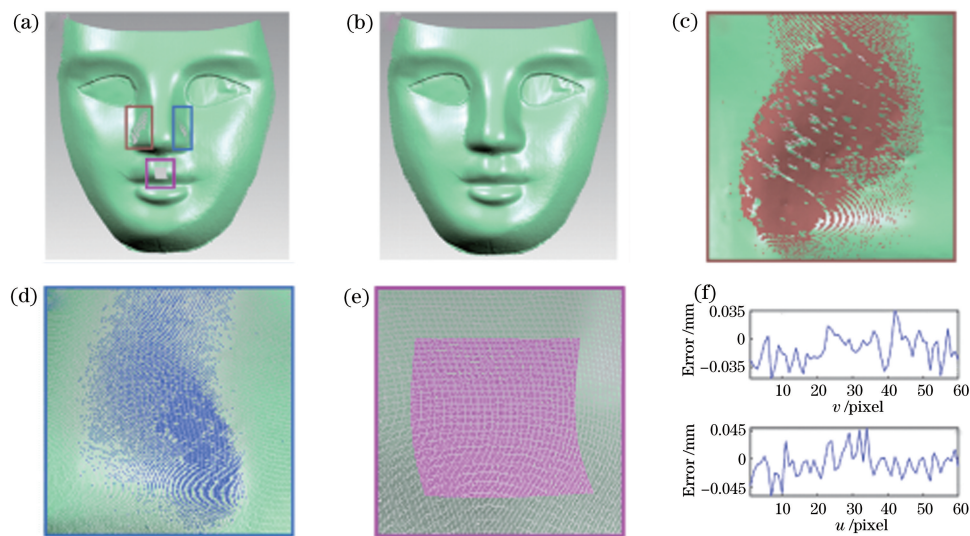 (a)
(b)
(c)
(d)
(e)
(f)
Error /mm
0.035
0
−0.035
10 20 30 40 50 60
v /pixel
Error /mm
0.045
0
−0.045
10 20 30 40 50 60
u /pixel